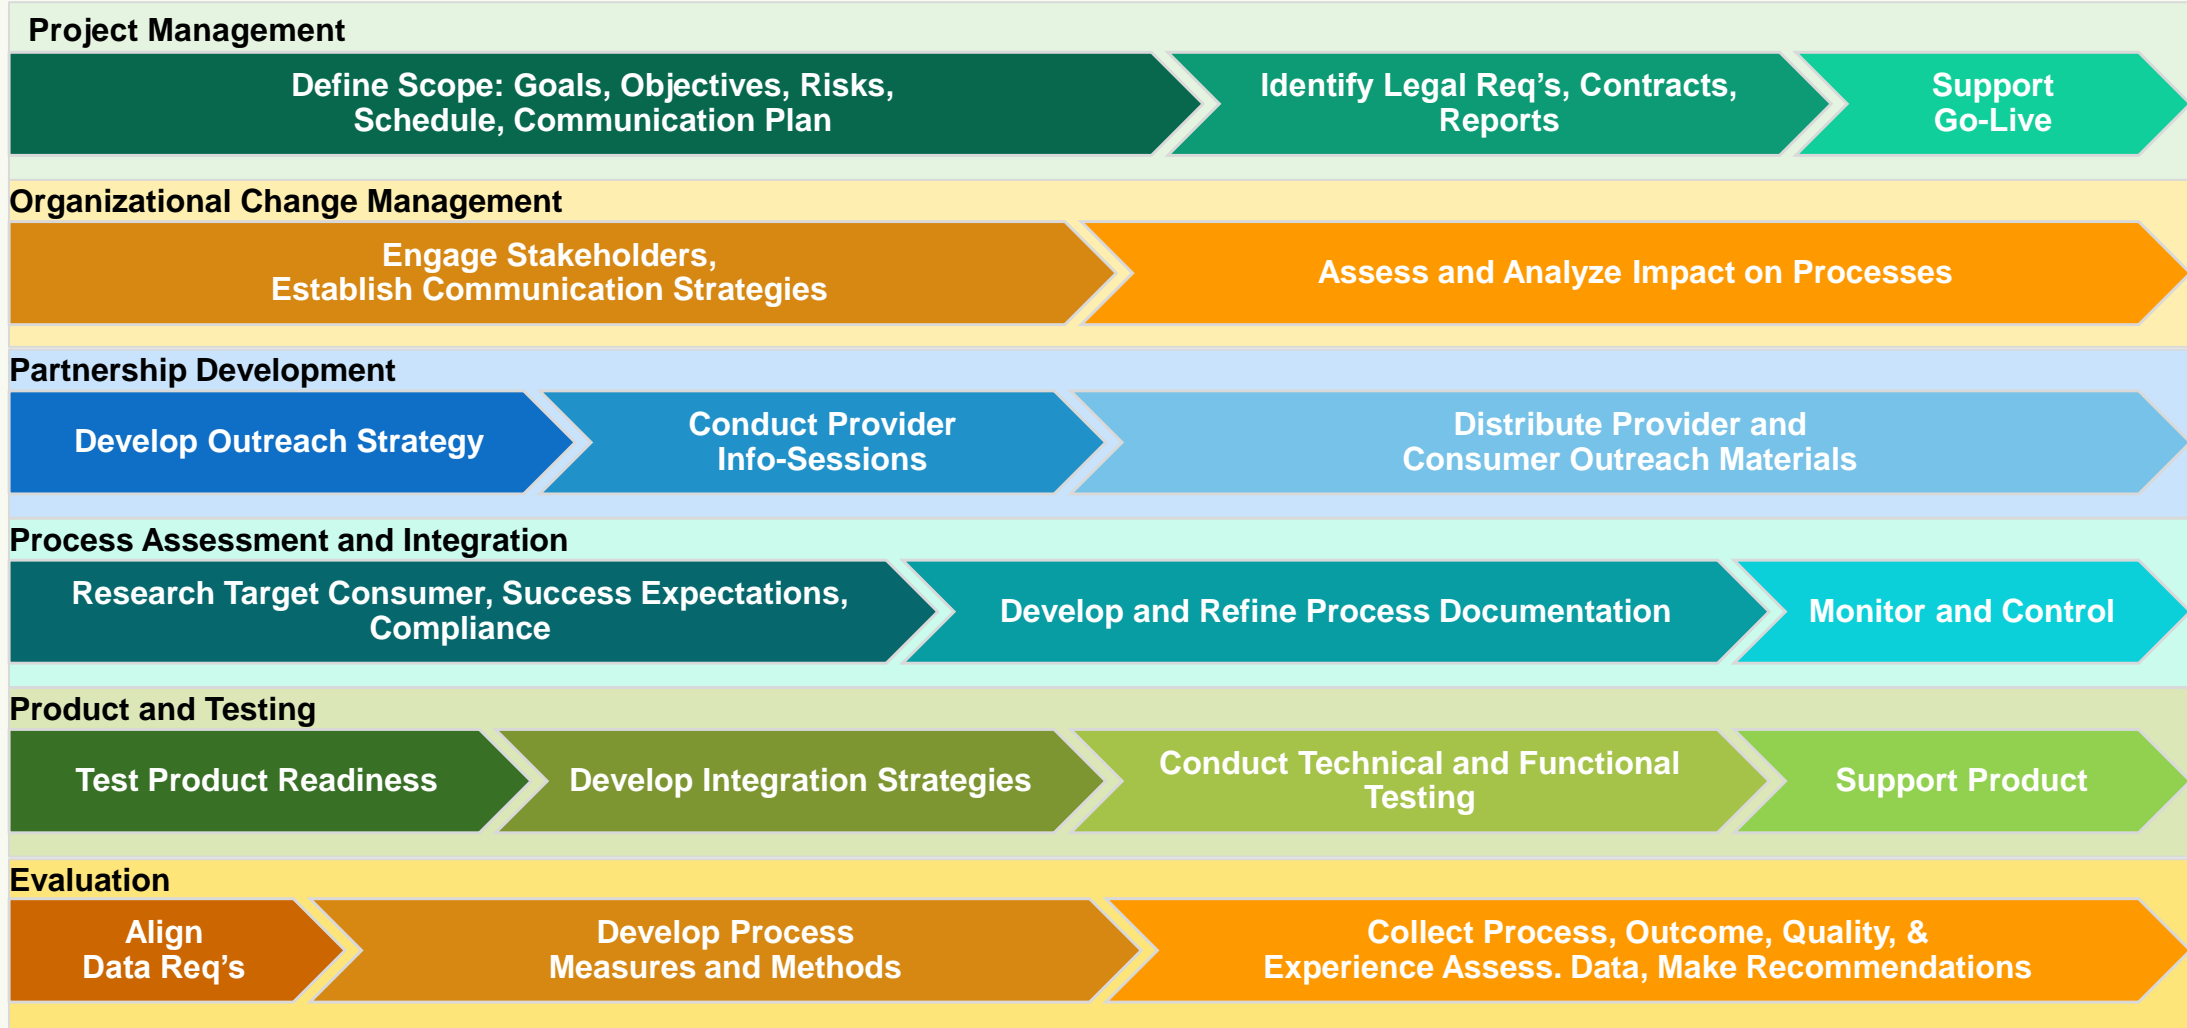 Project Management
Define Scope: Goals, Objectives, Risks,
Schedule, Communication Plan
Identify Legal Req’s, Contracts,
Reports
Support
Go-Live
Organizational Change Management
Engage Stakeholders,
Establish Communication Strategies
Assess and Analyze Impact on Processes
Partnership Development
Develop Outreach Strategy
Conduct Provider
Info-Sessions
Distribute Provider and
Consumer Outreach Materials
Process Assessment and Integration
Research Target Consumer, Success Expectations,
Compliance
Develop and Refine Process Documentation
Monitor and Control
Product and Testing
Test Product Readiness
Develop Integration Strategies
Conduct Technical and Functional
Testing
Support Product
Evaluation
Align
Data Req’s
Develop Process
Measures and Methods
Collect Process, Outcome, Quality, &
Experience Assess. Data, Make Recommendations